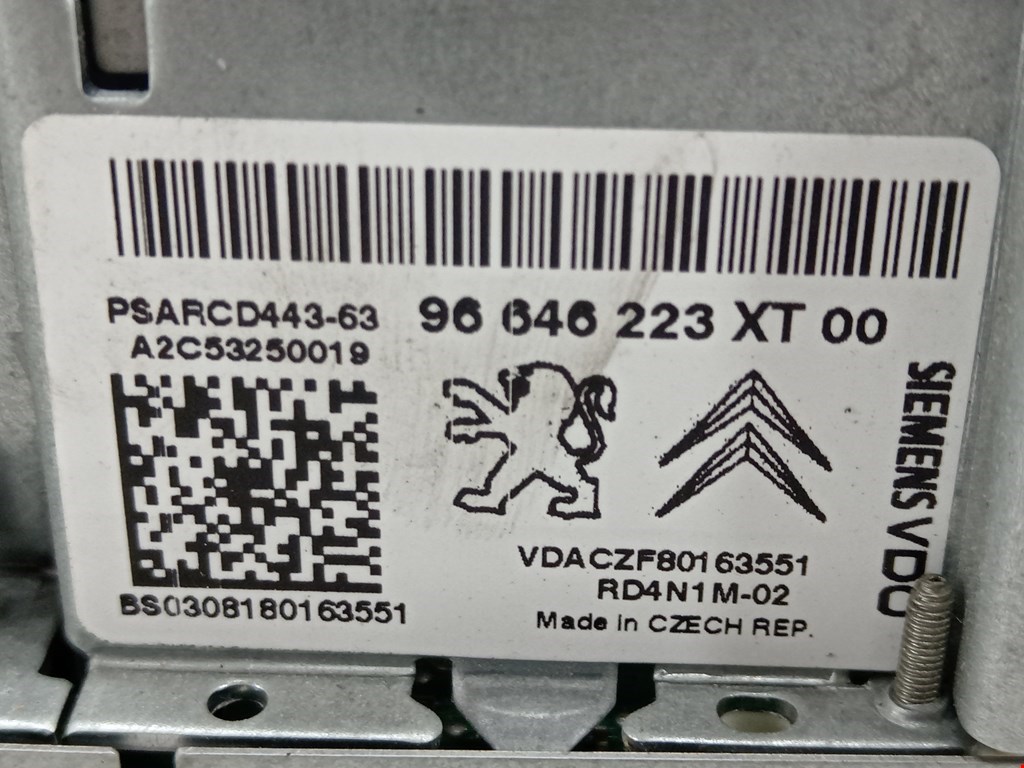 PSARCD443-63
96 646 223 XT 00
A2C53250019
SIEMENS VDO
VDACZF80163551
RD4N1M-02
BS0308180163551
Made in CZECH REP.